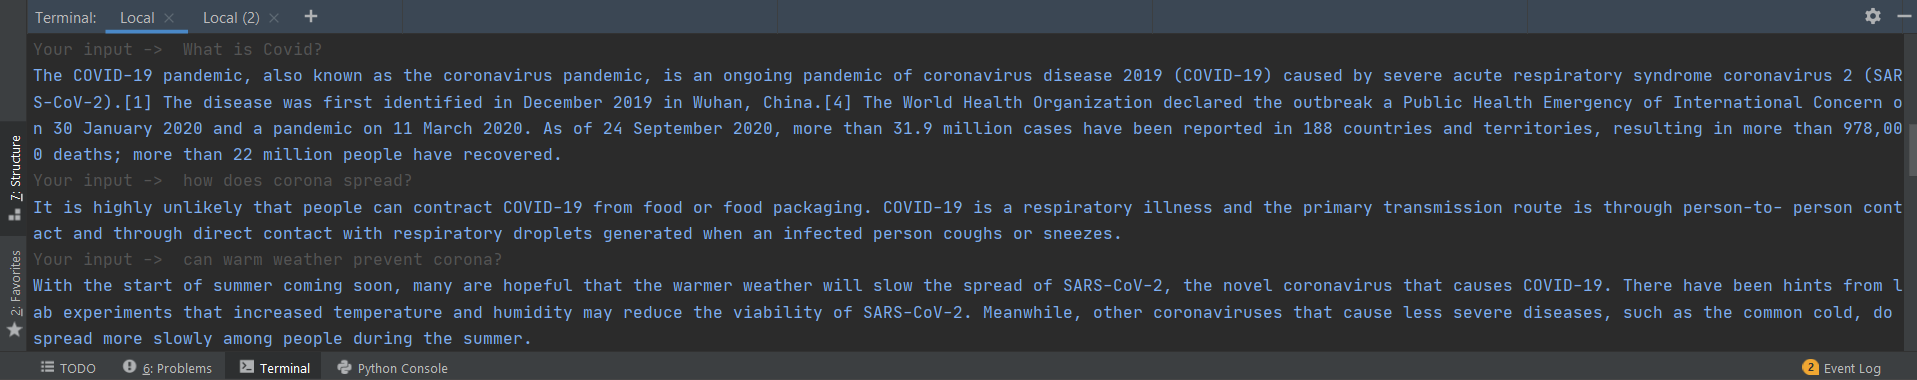 Terminal: Local × Local (2) × +
Your input ->  What is Covid?
The COVID-19 pandemic, also known as the coronavirus pandemic, is an ongoing pandemic of coronavirus disease 2019 (COVID-19) caused by severe acute respiratory syndrome coronavirus 2 (SAR
S-CoV-2).[1] The disease was first identified in December 2019 in Wuhan, China.[4] The World Health Organization declared the outbreak a Public Health Emergency of International Concern o
n 30 January 2020 and a pandemic on 11 March 2020. As of 24 September 2020, more than 31.9 million cases have been reported in 188 countries and territories, resulting in more than 978,00
0 deaths; more than 22 million people have recovered.
Your input ->  how does corona spread?
It is highly unlikely that people can contract COVID-19 from food or food packaging. COVID-19 is a respiratory illness and the primary transmission route is through person-to- person cont
act and through direct contact with respiratory droplets generated when an infected person coughs or sneezes.
Your input ->  can warm weather prevent corona?
With the start of summer coming soon, many are hopeful that the warmer weather will slow the spread of SARS-CoV-2, the novel coronavirus that causes COVID-19. There have been hints from l
ab experiments that increased temperature and humidity may reduce the viability of SARS-CoV-2. Meanwhile, other coronaviruses that cause less severe diseases, such as the common cold, do
spread more slowly among people during the summer.
7: Structure
2: Favorites
TODO 6: Problems Terminal Python Console 2 Event Log